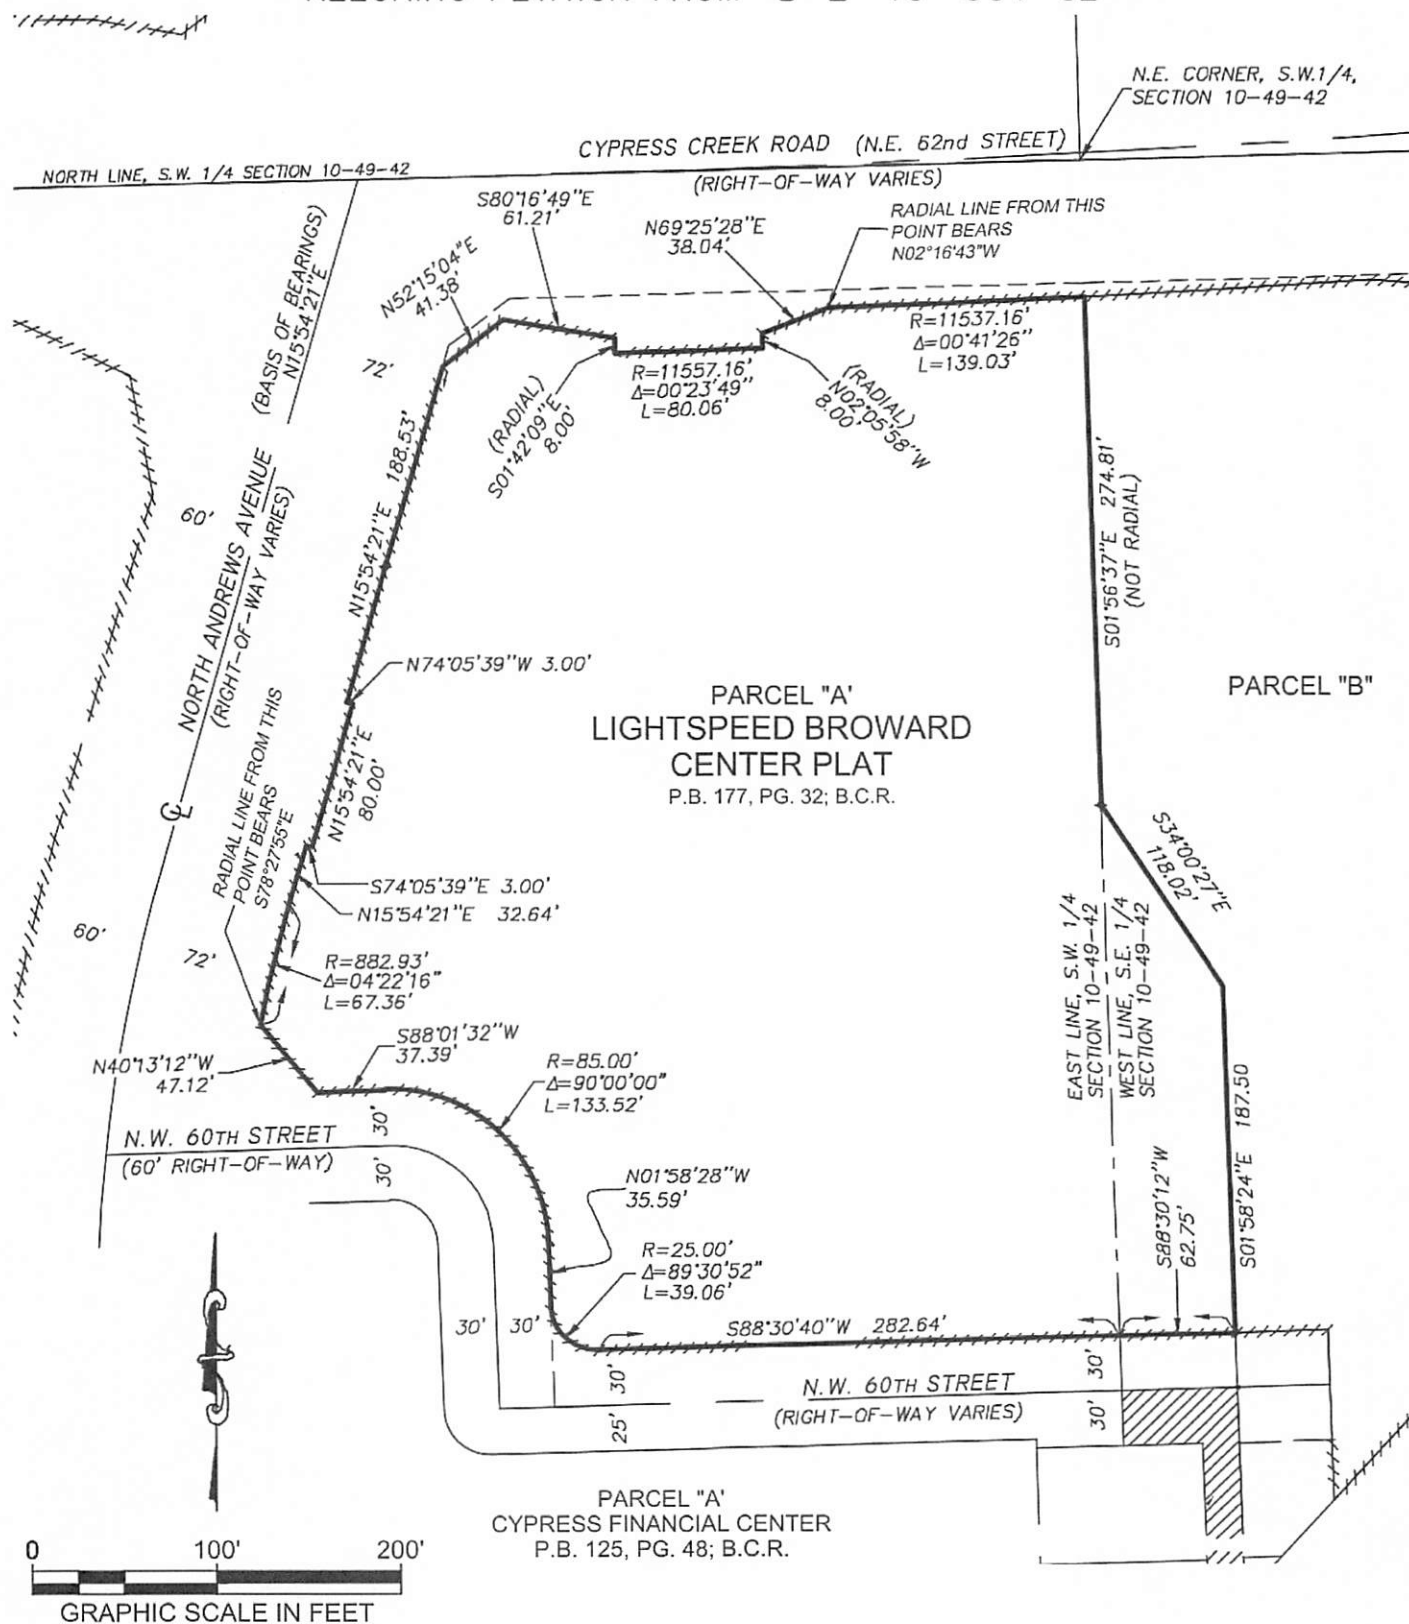 N.E. CORNER, S.W.1/4,
SECTION 10-49-42
CYPRESS CREEK ROAD (N.E. 62nd STREET)
NORTH LINE, S.W. 1/4 SECTION 10-49-42
(RIGHT-OF-WAY VARIES)
S80°16'49"E
61.21'
N69°25'28"E
38.04'
RADIAL LINE FROM THIS
POINT BEARS
N02°16'43"W
N52°15'04"E
41.38'
(BASIS OF BEARINGS)
N15°54'21"E
72'
R=11537.16'
Δ=00°41'26"
L=139.03'
R=11557.16'
Δ=00°23'49"
L=80.06'
(RADIAL)
S01°42'09"E
8.00'
(RADIAL)
N02°05'58"W
8.00'
N15°54'21"E 188.53'
S01°56'37"E 274.81'
(NOT RADIAL)
60'
NORTH ANDREWS AVENUE
(RIGHT-OF-WAY VARIES)
N74°05'39"W 3.00'
PARCEL "A'
LIGHTSPEED BROWARD
CENTER PLAT
P.B. 177, PG. 32; B.C.R.
PARCEL "B"
N15°54'21"E
80.00'
RADIAL LINE FROM THIS
POINT BEARS
S78°27'55"E
S34°00'27"E
118.02'
S74°05'39"E 3.00'
N15°54'21"E 32.64'
60'
72'
R=882.93'
Δ=04°22'16"
L=67.36'
EAST LINE, S.W. 1/4
SECTION 10-49-42
WEST LINE, S.E. 1/4
SECTION 10-49-42
S88°01'32"W
37.39'
N40°13'12"W
47.12'
R=85.00'
Δ=90°00'00"
L=133.52'
S01°58'24"E 187.50
30'
N.W. 60TH STREET
(60' RIGHT-OF-WAY)
30'
N01°58'28"W
35.59'
S88°30'12"W
62.75'
R=25.00'
Δ=89°30'52"
L=39.06'
30'
30'
S88°30'40"W 282.64'
30'
30'
N.W. 60TH STREET
(RIGHT-OF-WAY VARIES)
25'
30'
PARCEL "A'
CYPRESS FINANCIAL CENTER
P.B. 125, PG. 48; B.C.R.
0 100' 200'
GRAPHIC SCALE IN FEET